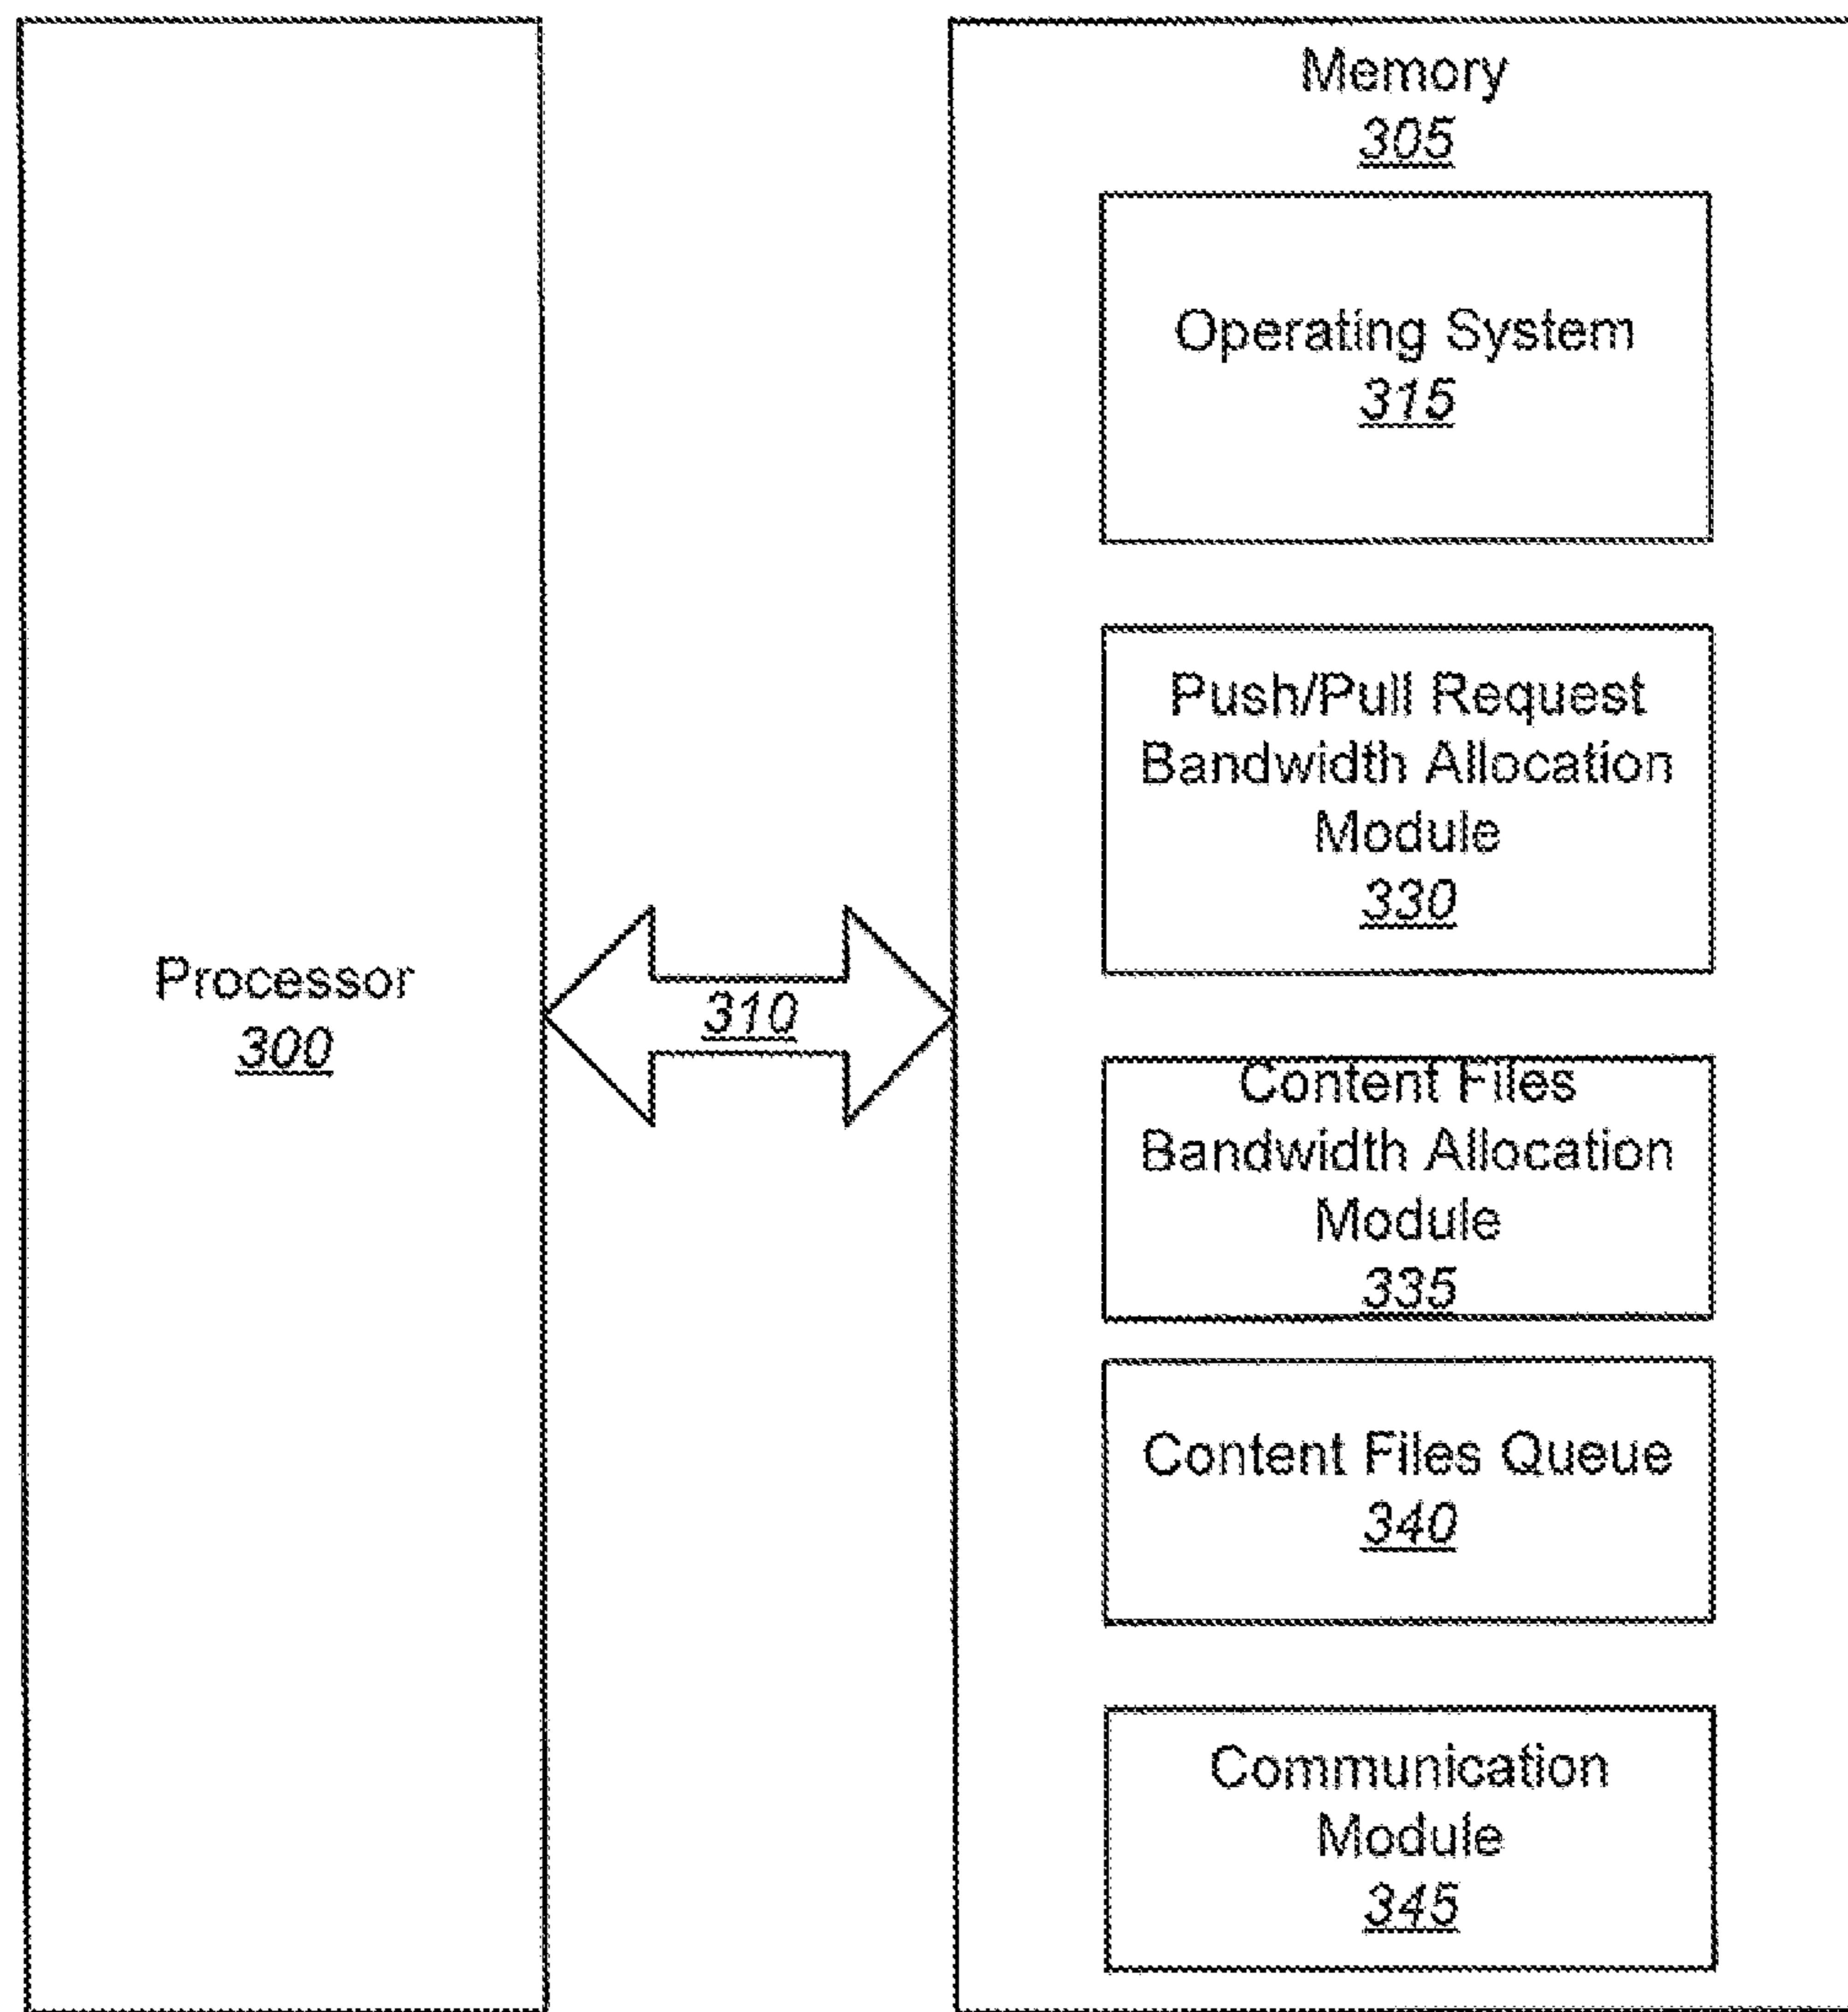 Memory
305
Operating System
315
Push/Pull Request
Bandwidth Allocation
Module
330
Processor
300
310
Content Files
Bandwidth Allocation
Module
335
Content Files Queue
340
Communication
Module
345